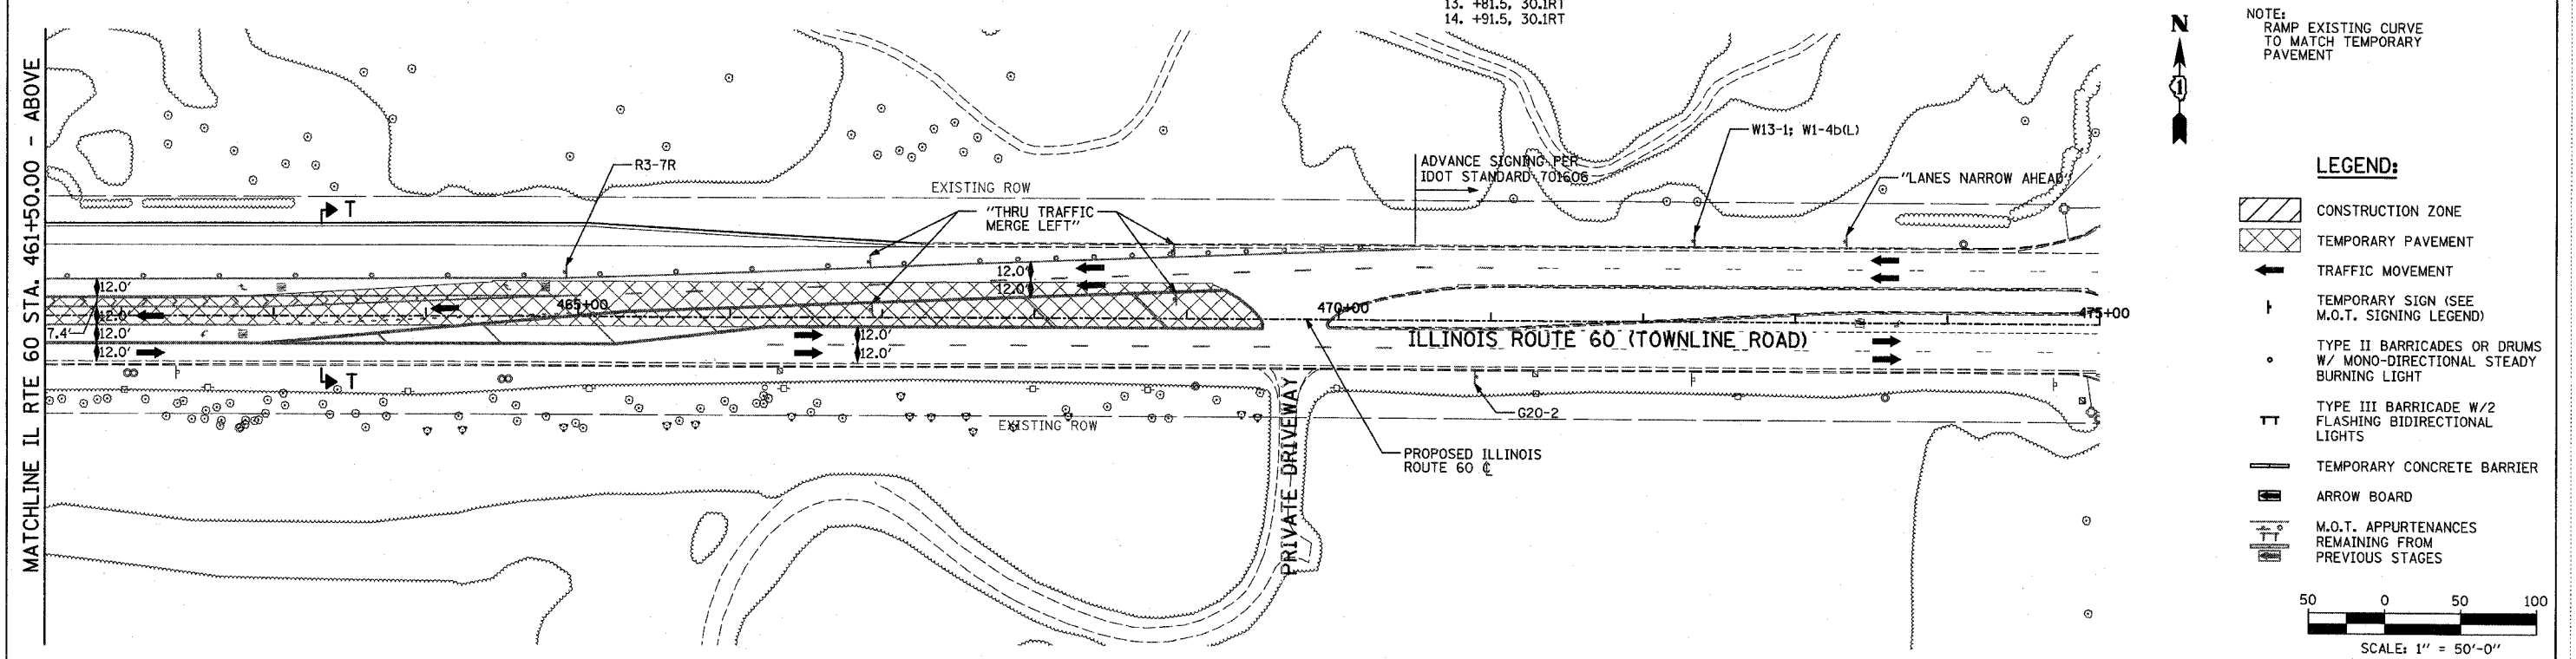 13. +81.5, 30.1RT
14. +91.5, 30.1RT
MATCHLINE IL RTE 60 STA. 461+50.00 - ABOVE
R3-7R
EXISTING ROW
"THRU TRAFFIC
MERGE LEFT"
ADVANCE SIGNING PER
IDOT STANDARD 701606
W13-1; W1-4b(L)
"LANES NARROW AHEAD"
T
12.0'
12.0'
12.0'
12.0'
7.4'
465+00
12.0'
12.0'
12.0'
12.0'
470+00
475+00
ILLINOIS ROUTE 60 (TOWNLINE ROAD)
T
G20-2
EXISTING ROW
PROPOSED ILLINOIS
ROUTE 60 ℄
PRIVATE DRIVEWAY
N
1
NOTE:
RAMP EXISTING CURVE
TO MATCH TEMPORARY
PAVEMENT
LEGEND:
CONSTRUCTION ZONE
TEMPORARY PAVEMENT
TRAFFIC MOVEMENT
TEMPORARY SIGN (SEE
M.O.T. SIGNING LEGEND)
TYPE II BARRICADES OR DRUMS
W/ MONO-DIRECTIONAL STEADY
BURNING LIGHT
TYPE III BARRICADE W/2
FLASHING BIDIRECTIONAL
LIGHTS
TEMPORARY CONCRETE BARRIER
ARROW BOARD
M.O.T. APPURTENANCES
REMAINING FROM
PREVIOUS STAGES
50 0 50 100
SCALE: 1" = 50'-0"